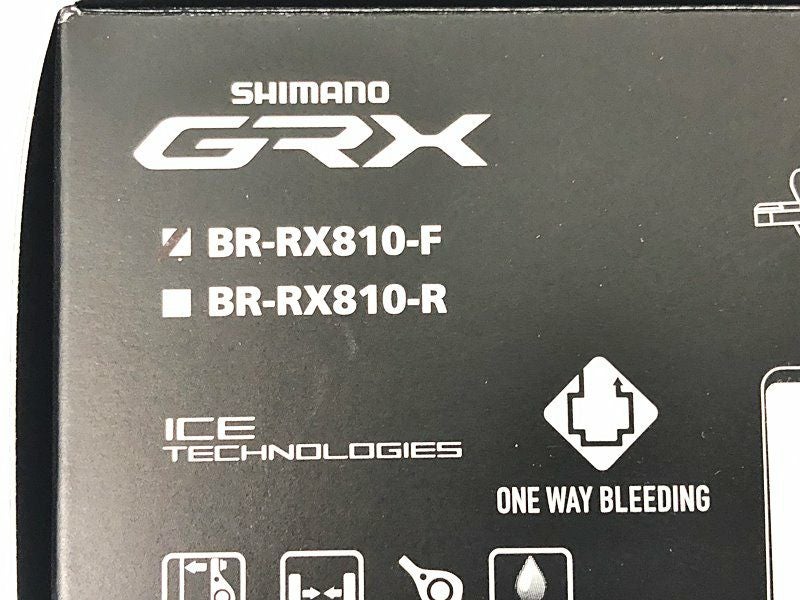 SHIMANO
GRX
BR-RX810-F
BR-RX810-R
ICE
TECHNOLOGIES
ONE WAY BLEEDING